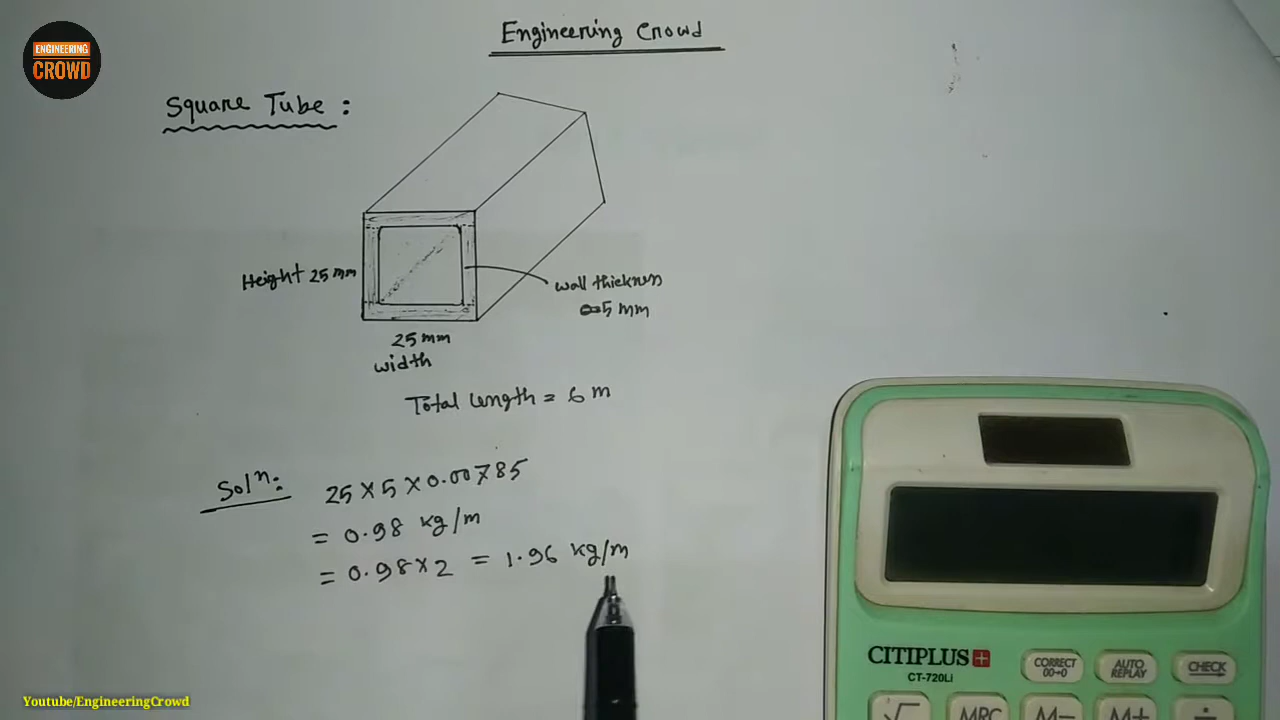 Engineering Crowd
ENGINEERING
CROWD
Square Tube :
Height 25 mm
wall thickness
5 mm
25 mm
width
Total Length = 6 m
Solⁿ: 25 × 5 × 0.00785
= 0.98 kg/m
= 0.98 × 2 = 1.96 kg/m
CITIPLUS
CT-720Li
CORRECT
00→0
AUTO
REPLAY
CHECK
√ MRC M− M+ ÷
Youtube/EngineeringCrowd